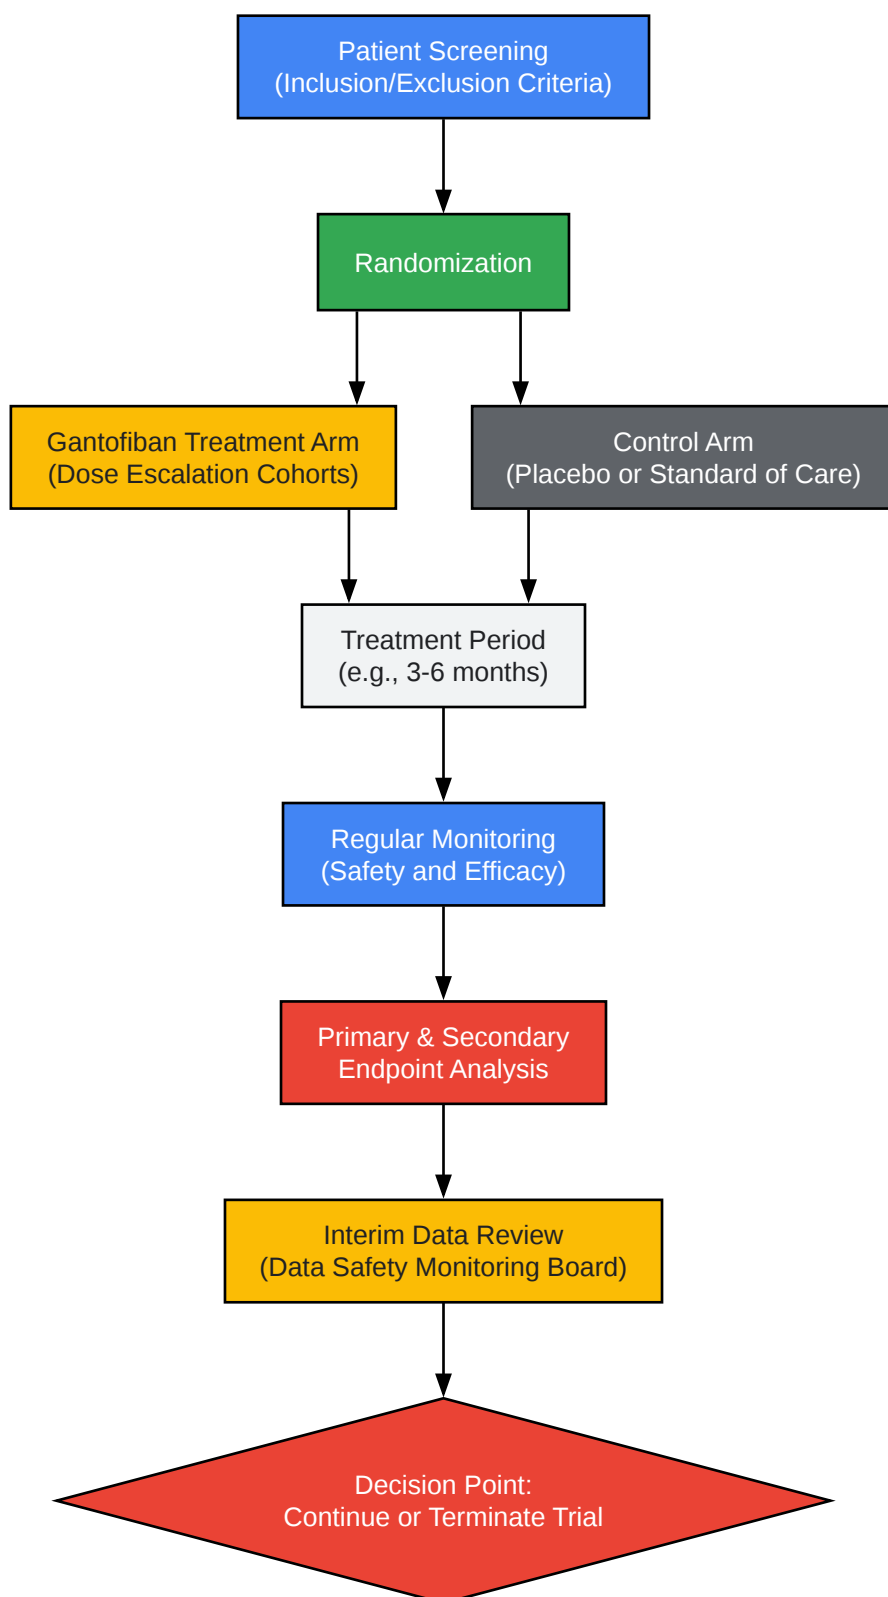 Patient Screening
(Inclusion/Exclusion Criteria)
Randomization
Gantofiban Treatment Arm
(Dose Escalation Cohorts)
Control Arm
(Placebo or Standard of Care)
Treatment Period
(e.g., 3-6 months)
Regular Monitoring
(Safety and Efficacy)
Primary & Secondary
Endpoint Analysis
Interim Data Review
(Data Safety Monitoring Board)
Decision Point:
Continue or Terminate Trial